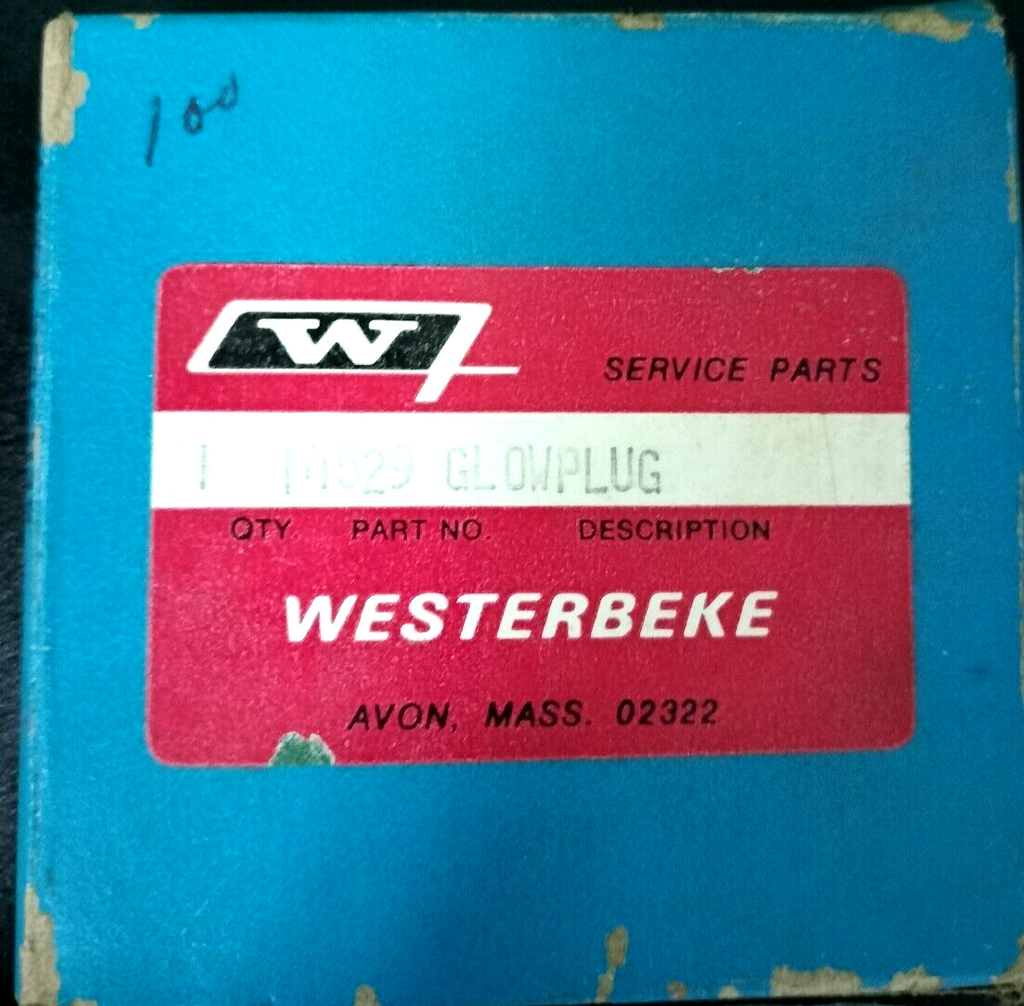 100
W
SERVICE PARTS
1 14529 GLOWPLUG
QTY PART NO. DESCRIPTION
WESTERBEKE
AVON, MASS. 02322